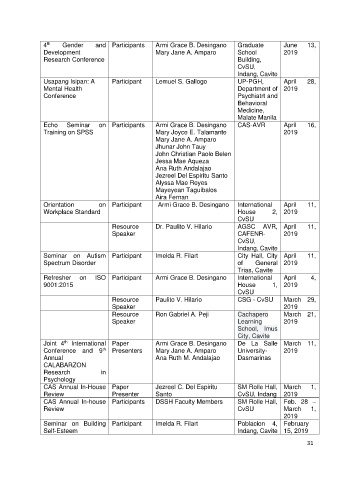 4th Gender and Development Research Conference | Participants | Armi Grace B. Desingano Mary Jane A. Amparo | Graduate School Building, CvSU, Indang, Cavite | June 13, 2019
Usapang Isipan: A Mental Health Conference | Participant | Lemuel S. Gallogo | UP-PGH, Department of Psychiatrt and Behavioral Medicine, Malate Manila | April 28, 2019
Echo Seminar on Training on SPSS | Participants | Armi Grace B. Desingano Mary Joyce E. Talamante Mary Jane A. Amparo Jhunar John Tauy John Christian Paolo Belen Jessa Mae Aqueza Ana Ruth Andalajao Jezreel Del Espiritu Santo Alyssa Mae Reyes Mayoyean Tagulbalos Aira Fernan | CAS-AVR | April 16, 2019
Orientation on Workplace Standard | Participant | Armi Grace B. Desingano | International House 2, CvSU | April 11, 2019
Resource Speaker | Dr. Paulito V. Hilario | AGSC AVR, CAFENR- CvSU, Indang, Cavite | April 11, 2019
Seminar on Autism Spectrum Disorder | Participant | Imelda R. Filart | City Hall, City of General Trias, Cavite | April 11, 2019
Refresher on ISO 9001:2015 | Participant | Armi Grace B. Desingano | International House 1, CvSU | April 4, 2019
Resource Speaker | Paulito V. Hilario | CSG - CvSU | March 29, 2019
Resource Speaker | Ron Gabriel A. Peji | Cachapero Learning School, Imus City, Cavite | March 21, 2019
Joint 4th International Conference and 9th Annual CALABARZON Research in Psychology | Paper Presenters | Armi Grace B. Desingano Mary Jane A. Amparo Ana Ruth M. Andalajao | De La Salle University- Dasmarinas | March 11, 2019
CAS Annual In-House Review | Paper Presenter | Jezreel C. Del Espiritu Santo | SM Rolle Hall, CvSU, Indang | March 1, 2019
CAS Annual In-house Review | Participants | DSSH Faculty Members | SM Rolle Hall, CvSU | Feb. 28 – March 1, 2019
Seminar on Building Self-Esteem | Participant | Imelda R. Filart | Poblacion 4, Indang, Cavite | February 15, 2019
31